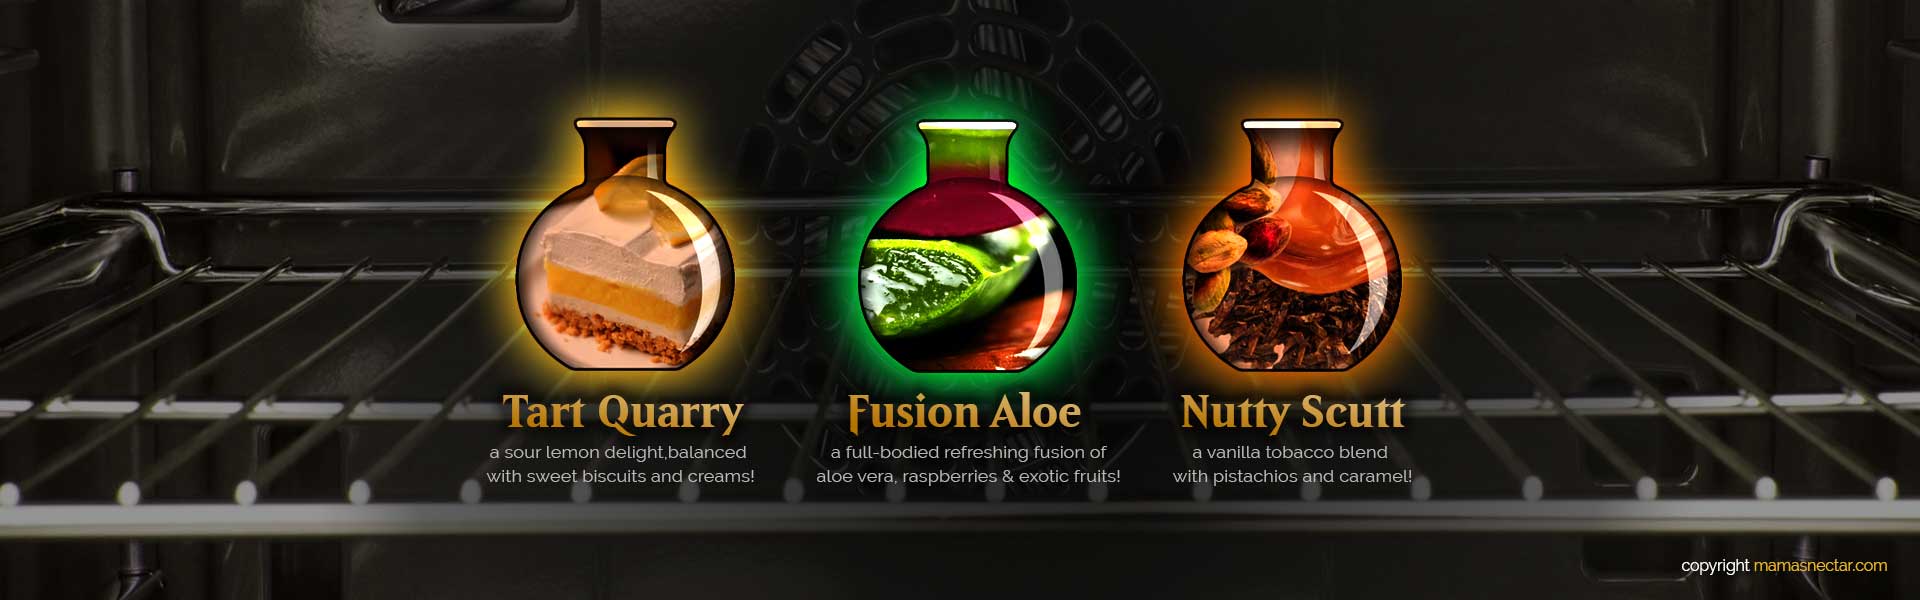 Tart Quarry
a sour lemon delight,balanced
with sweet biscuits and creams!
Fusion Aloe
a full-bodied refreshing fusion of
aloe vera, raspberries & exotic fruits!
Nutty Scutt
a vanilla tobacco blend
with pistachios and caramel!
copyright mamasnectar.com